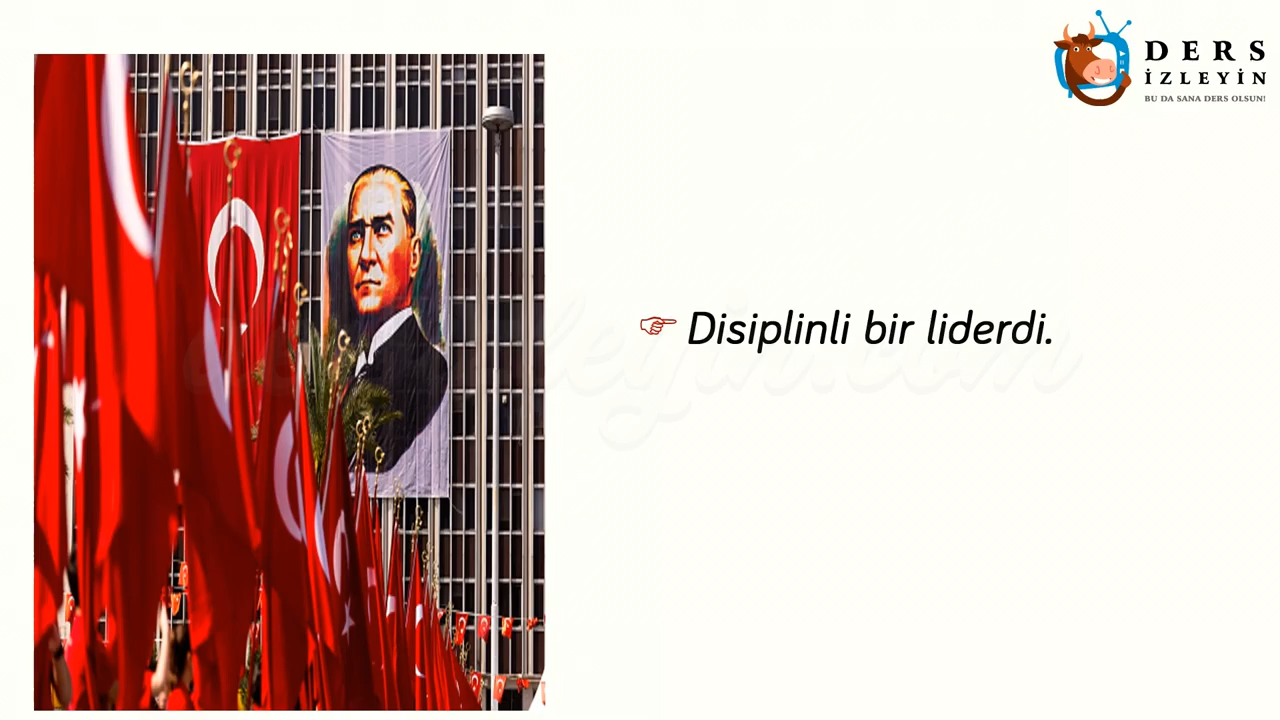 DERS
İZLEYİN
BU DA SANA DERS OLSUN!
☞ Disiplinli bir liderdi.